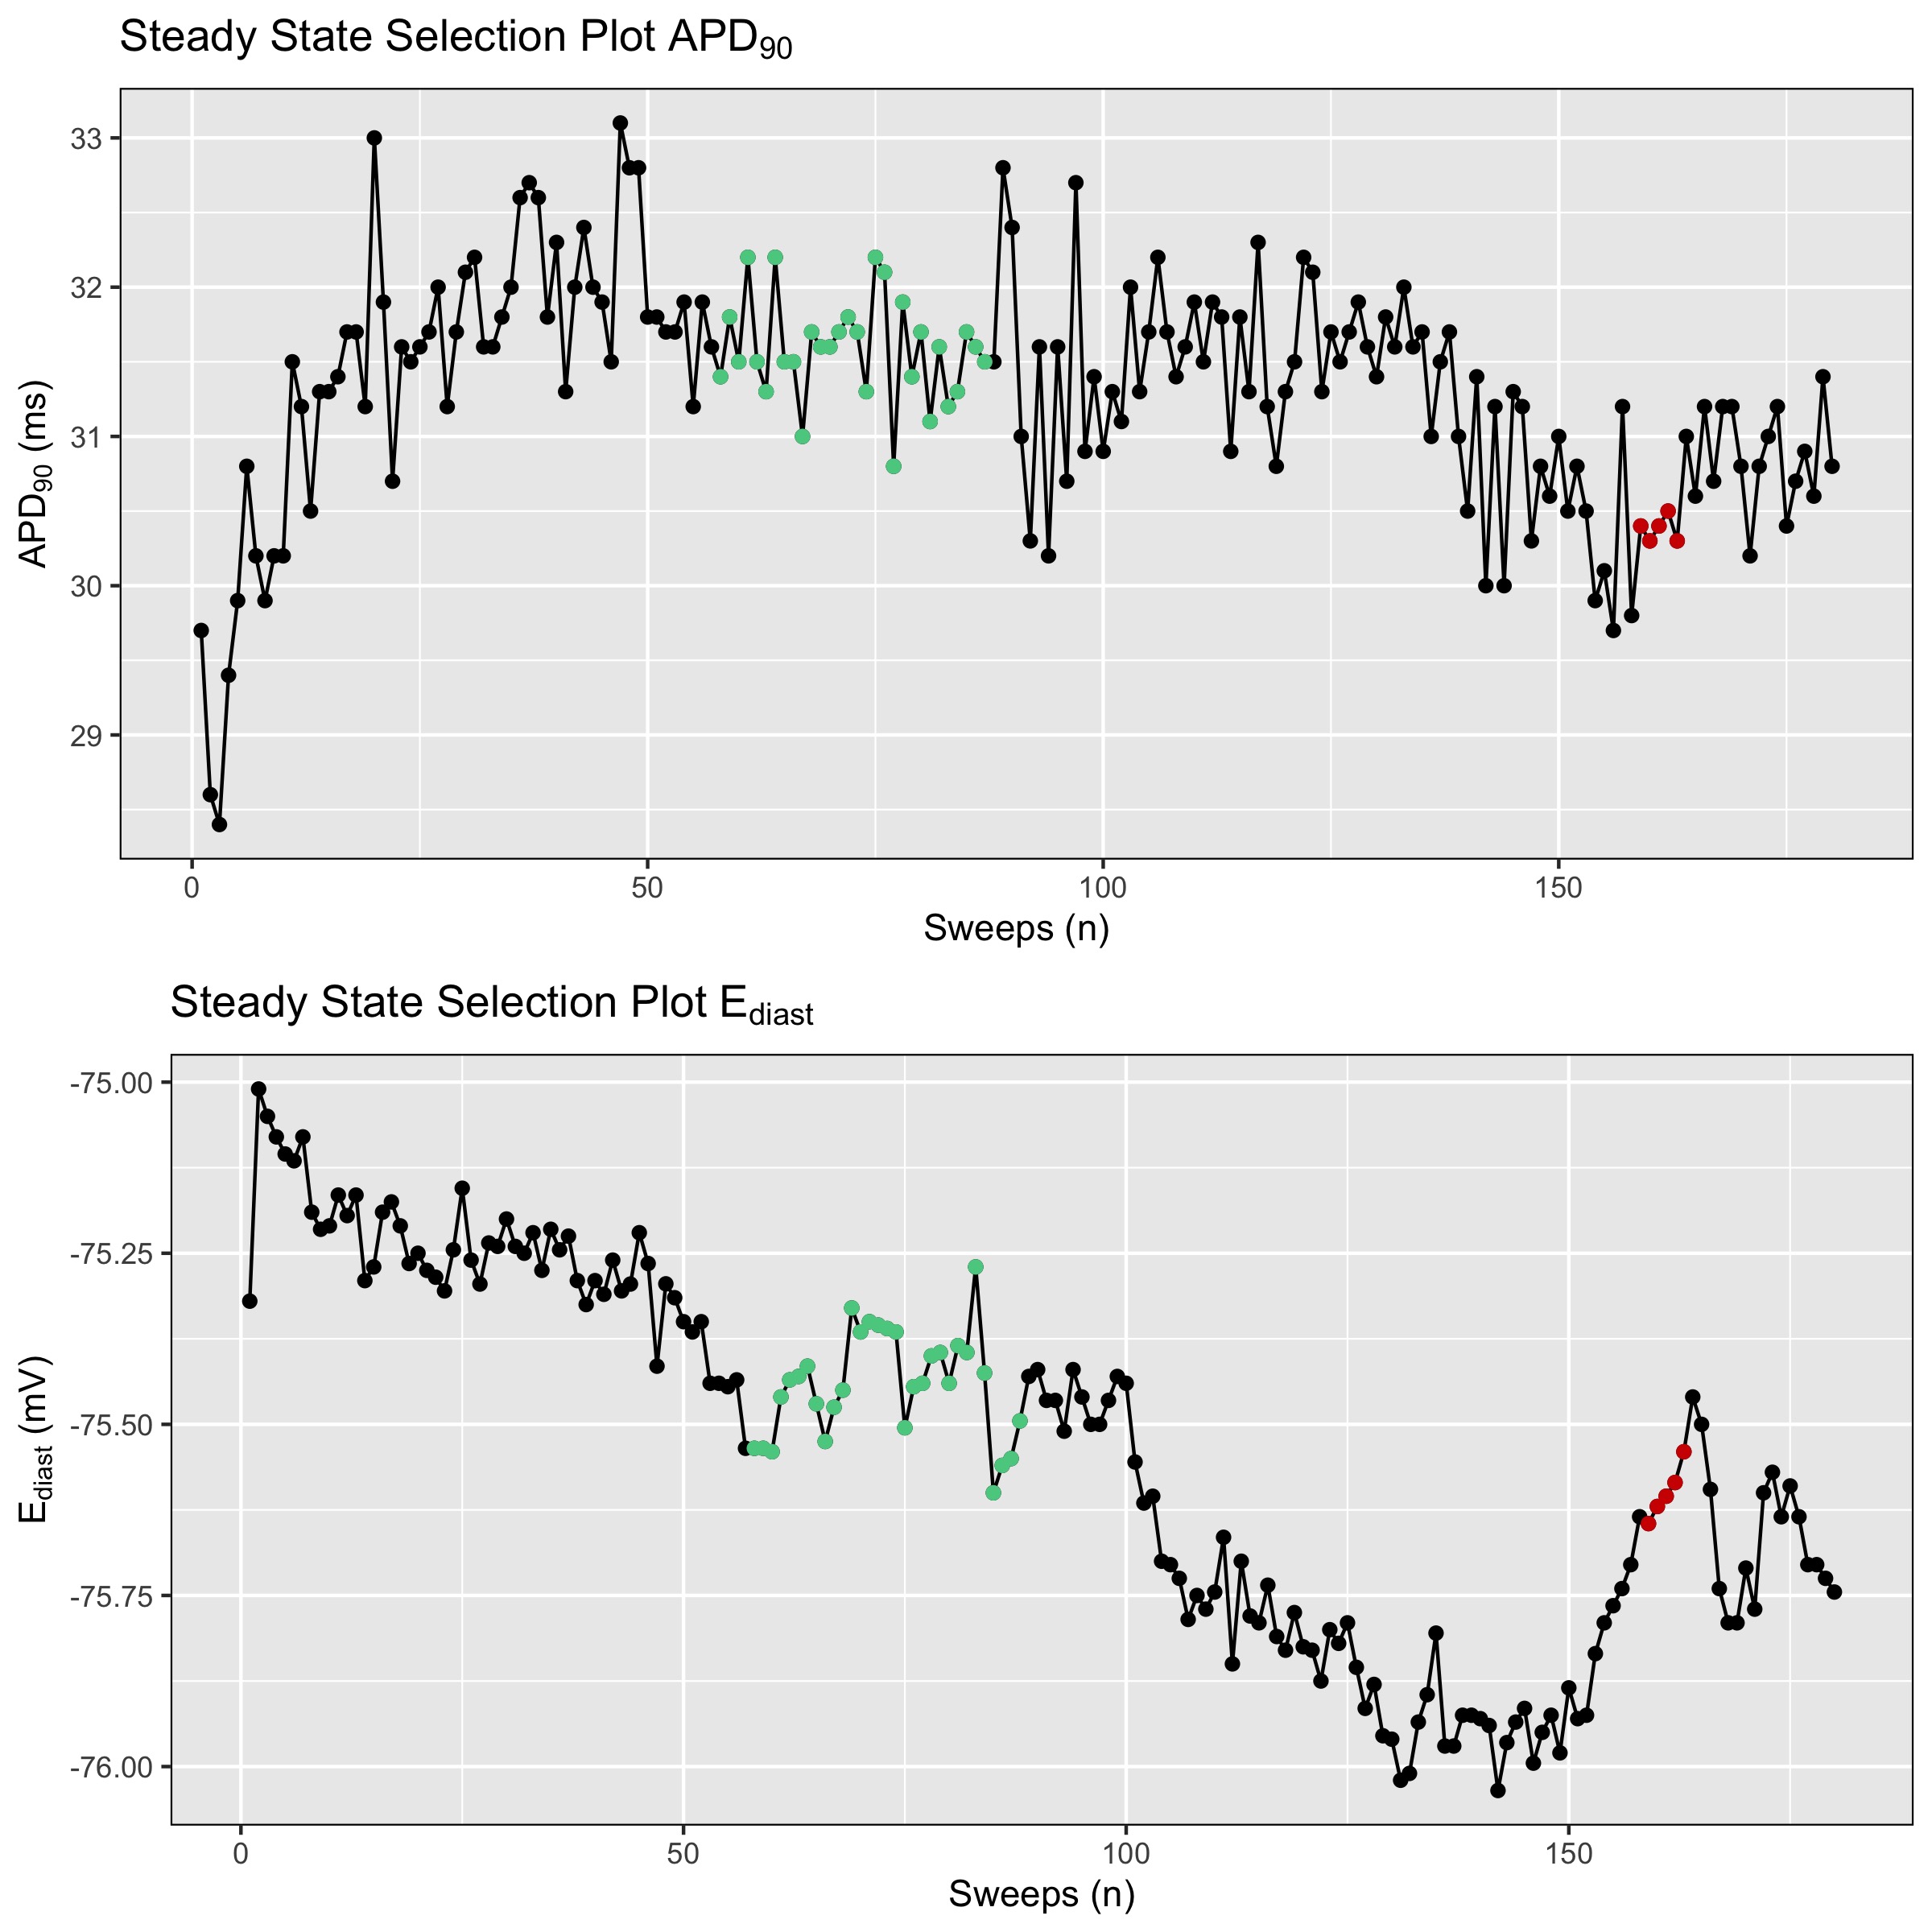 Steady State Selection Plot APD90
33
32
31
30
29
APD90 (ms)
0 50 100 150
Sweeps (n)
Steady State Selection Plot Ediast
-75.00
-75.25
-75.50
-75.75
-76.00
Ediast (mV)
0 50 100 150
Sweeps (n)